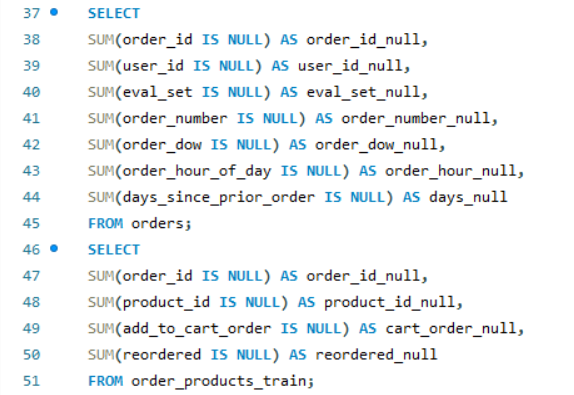 37 SELECT
38 SUM(order_id IS NULL) AS order_id_null,
39 SUM(user_id IS NULL) AS user_id_null,
40 SUM(eval_set IS NULL) AS eval_set_null,
41 SUM(order_number IS NULL) AS order_number_null,
42 SUM(order_dow IS NULL) AS order_dow_null,
43 SUM(order_hour_of_day IS NULL) AS order_hour_null,
44 SUM(days_since_prior_order IS NULL) AS days_null
45 FROM orders;
46 SELECT
47 SUM(order_id IS NULL) AS order_id_null,
48 SUM(product_id IS NULL) AS product_id_null,
49 SUM(add_to_cart_order IS NULL) AS cart_order_null,
50 SUM(reordered IS NULL) AS reordered_null
51 FROM order_products_train;